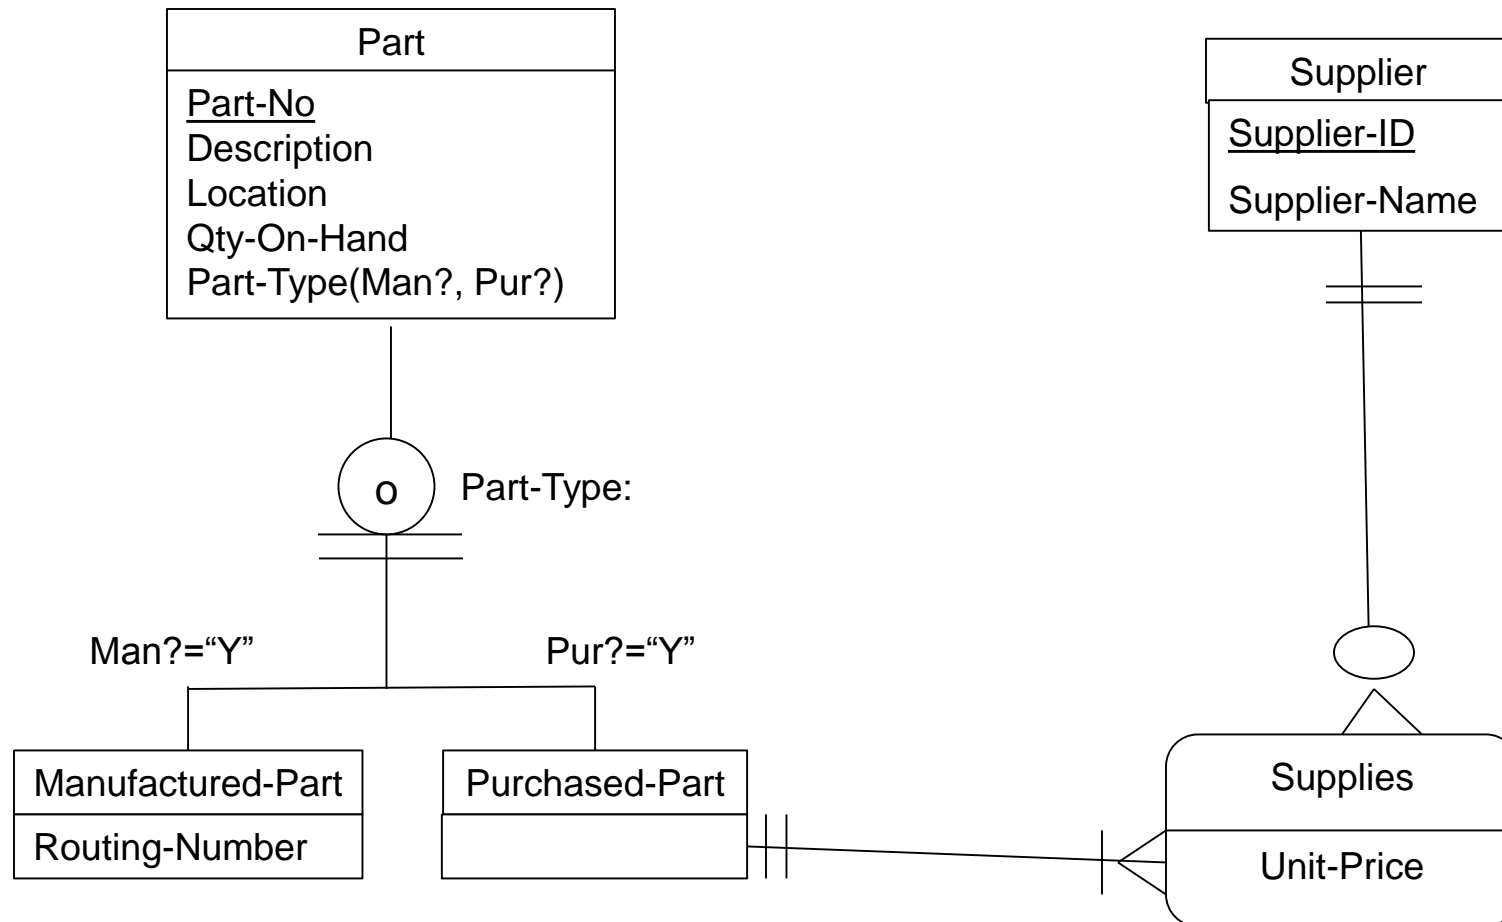 Part
Part-No
Description
Location
Qty-On-Hand
Part-Type(Man?, Pur?)
Supplier
Supplier-ID
Supplier-Name
o
Part-Type:
Man?=“Y”
Pur?=“Y”
Manufactured-Part
Routing-Number
Purchased-Part
Supplies
Unit-Price